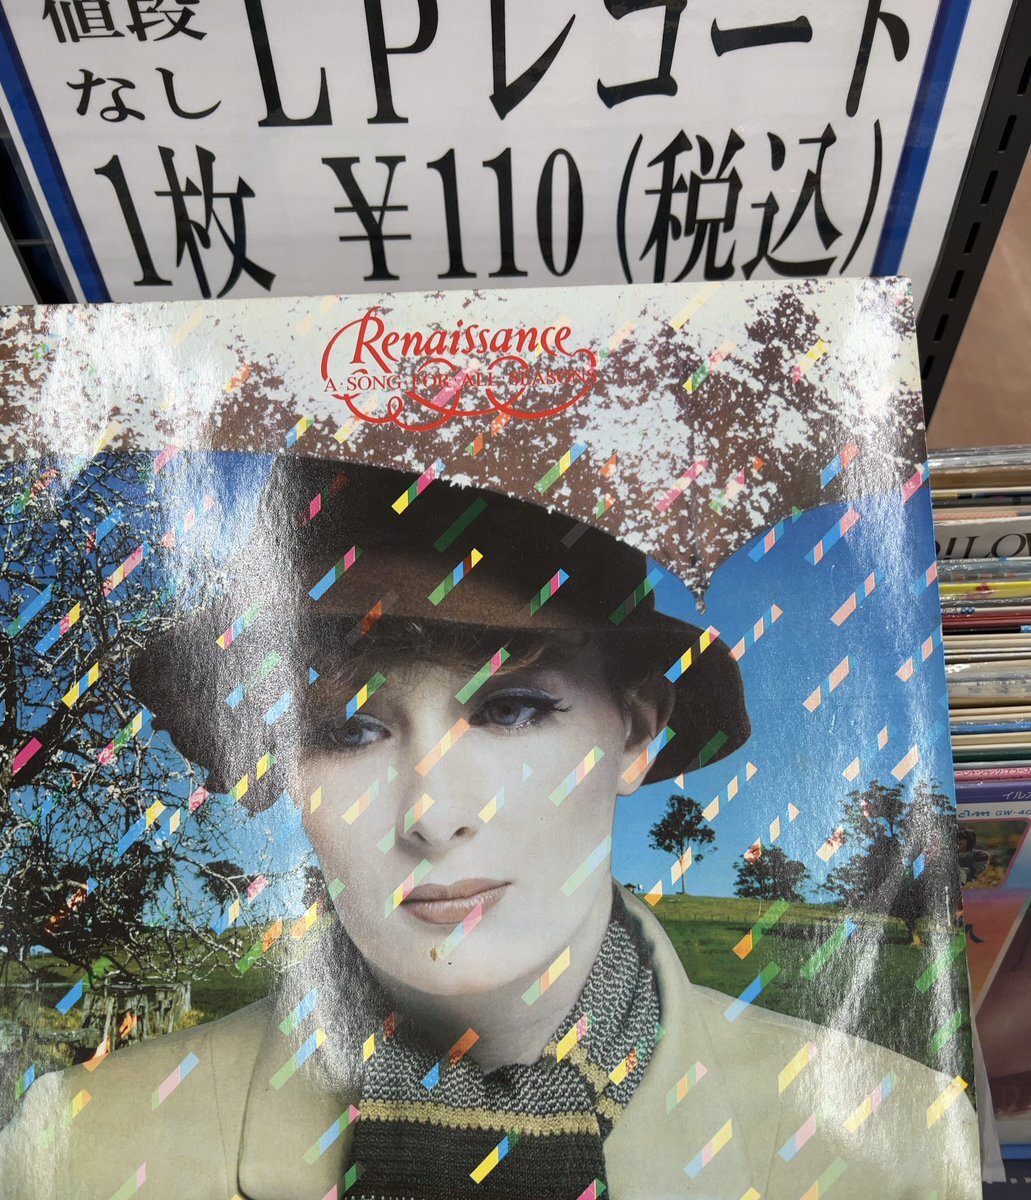 値段
なし
LPレコード
1枚 ¥110(税込)
Renaissance
A·SONG·FOR·ALL·SEASONS